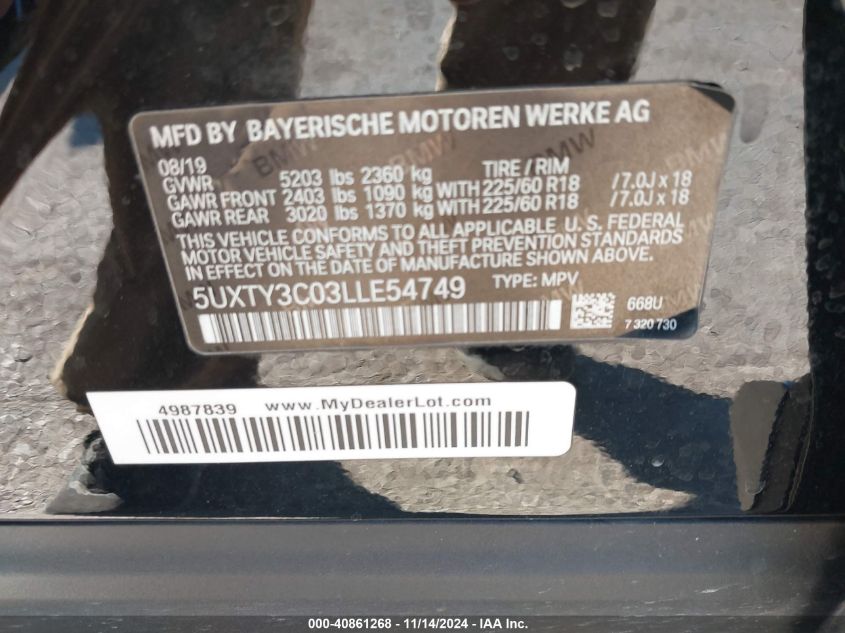 MFD BY BAYERISCHE MOTOREN WERKE AG
08/19 TIRE / RIM
GVWR 5203 lbs 2360 kg
GAWR FRONT 2403 lbs 1090 kg WITH 225/60 R18 /7.0J x 18
GAWR REAR 3020 lbs 1370 kg WITH 225/60 R18 /7.0J x 18
THIS VEHICLE CONFORMS TO ALL APPLICABLE U. S. FEDERAL
MOTOR VEHICLE SAFETY AND THEFT PREVENTION STANDARDS
IN EFFECT ON THE DATE OF MANUFACTURE SHOWN ABOVE.
5UXTY3C03LLE54749 TYPE: MPV
668U
7 320 730
4987839 www.MyDealerLot.com
000-40861268 - 11/14/2024 - IAA Inc.